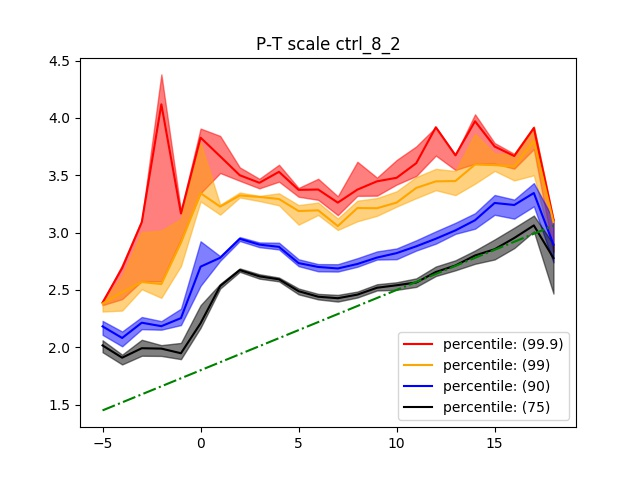 P-T scale ctrl_8_2
4.5
4.0
3.5
3.0
2.5
2.0
1.5
−5
0
5
10
15
percentile: (99.9)
percentile: (99)
percentile: (90)
percentile: (75)